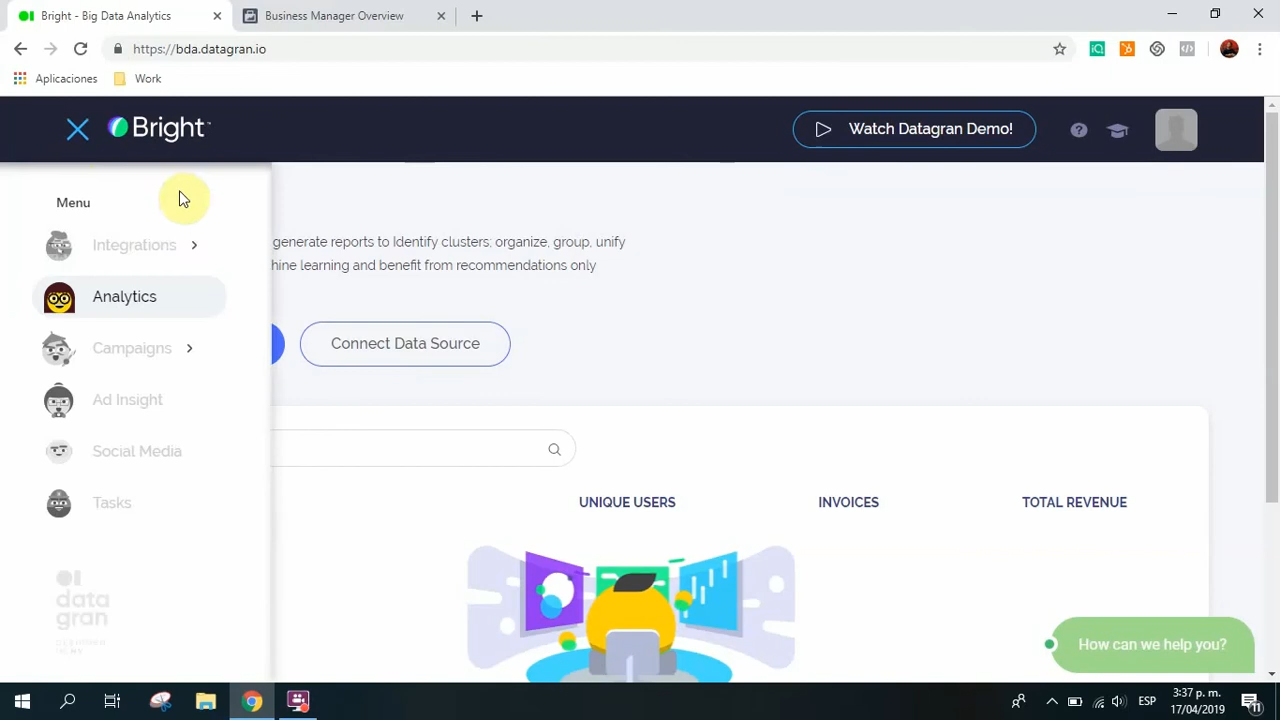 Bright - Big Data Analytics
Business Manager Overview
https://bda.datagran.io
Aplicaciones
Work
Bright™
Watch Datagran Demo!
Menu
Integrations
generate reports to Identify clusters; organize, group, unify
hine learning and benefit from recommendations only
Analytics
Connect Data Source
Campaigns
Ad Insight
Social Media
UNIQUE USERS
INVOICES
TOTAL REVENUE
Tasks
data
gran
How can we help you?
ESP
3:37 p. m.
17/04/2019
11